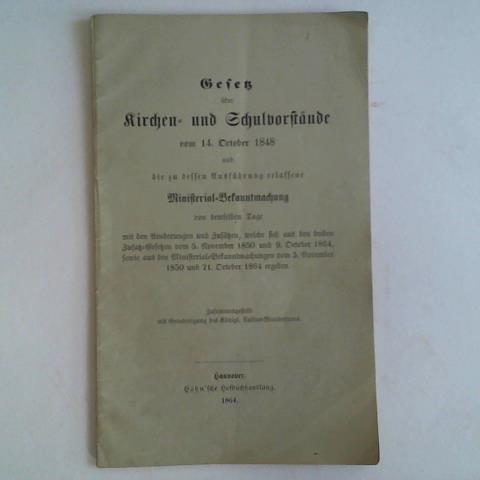 Gesetz
über
Kirchen- und Schulvorstände
vom 14. October 1848
und
die zu dessen Ausführung erlassene
Ministerial-Bekanntmachung
von demselben Tage
mit den Aenderungen und Zusätzen, welche sich aus den beiden
Zusatz-Gesetzen vom 5. November 1850 und 9. October 1864,
sowie aus den Ministerial-Bekanntmachungen vom 5. November
1850 und 21. October 1864 ergeben.
Zusammengestellt
mit Genehmigung des Königl. Cultus-Ministeriums.
Hannover.
Hahn'sche Hofbuchhandlung.
1864.